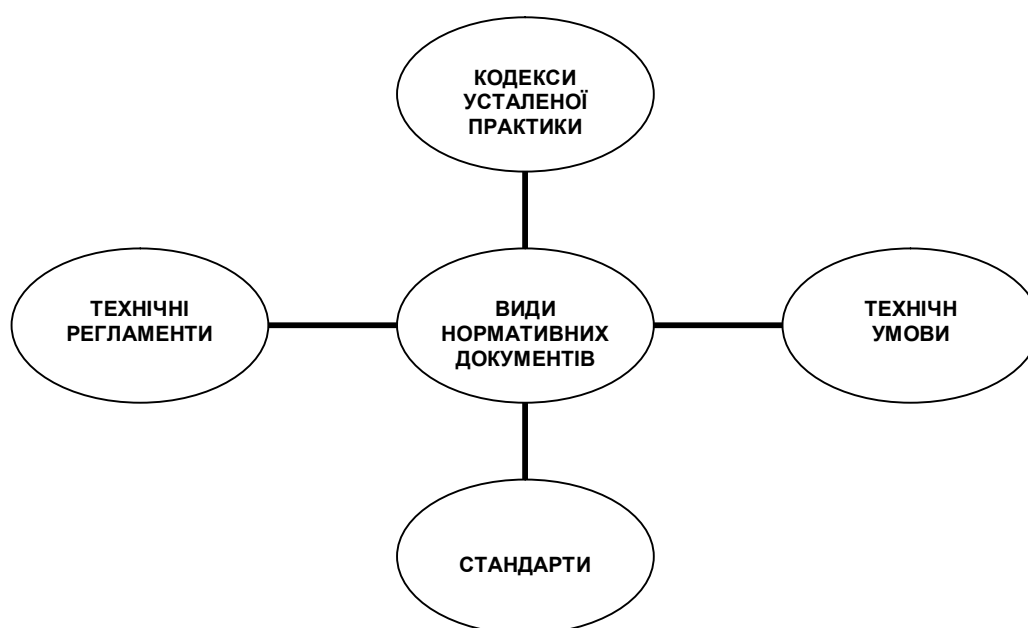 КОДЕКСИ
УСТАЛЕНОЇ
ПРАКТИКИ
ТЕХНІЧНІ
РЕГЛАМЕНТИ
ВИДИ
НОРМАТИВНИХ
ДОКУМЕНТІВ
ТЕХНІЧН
УМОВИ
СТАНДАРТИ